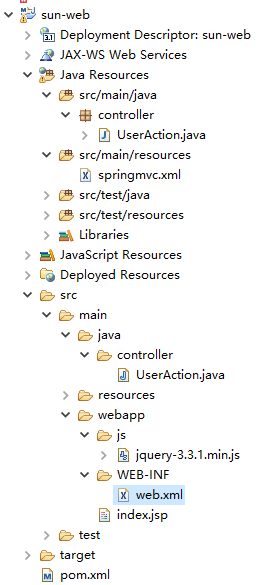 sun-web
Deployment Descriptor: sun-web
JAX-WS Web Services
Java Resources
src/main/java
controller
UserAction.java
src/main/resources
springmvc.xml
src/test/java
src/test/resources
Libraries
JavaScript Resources
Deployed Resources
src
main
java
controller
UserAction.java
resources
webapp
js
jquery-3.3.1.min.js
WEB-INF
web.xml
index.jsp
test
target
pom.xml